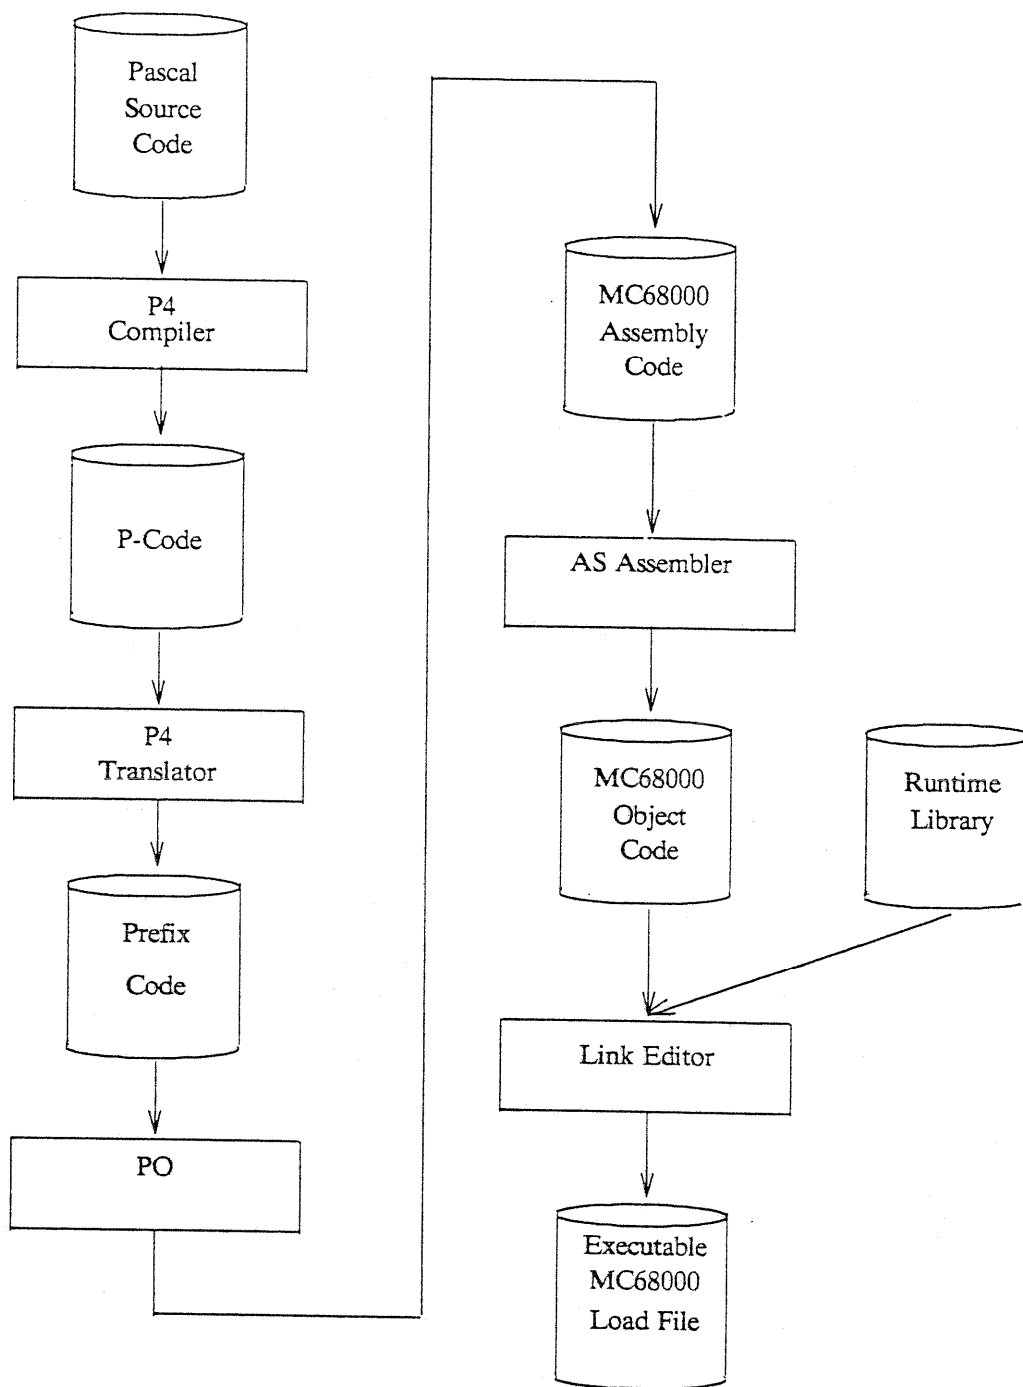 Pascal
Source
Code
P4
Compiler
P-Code
P4
Translator
Prefix
Code
PO
MC68000
Assembly
Code
AS Assembler
MC68000
Object
Code
Runtime
Library
Link Editor
Executable
MC68000
Load File